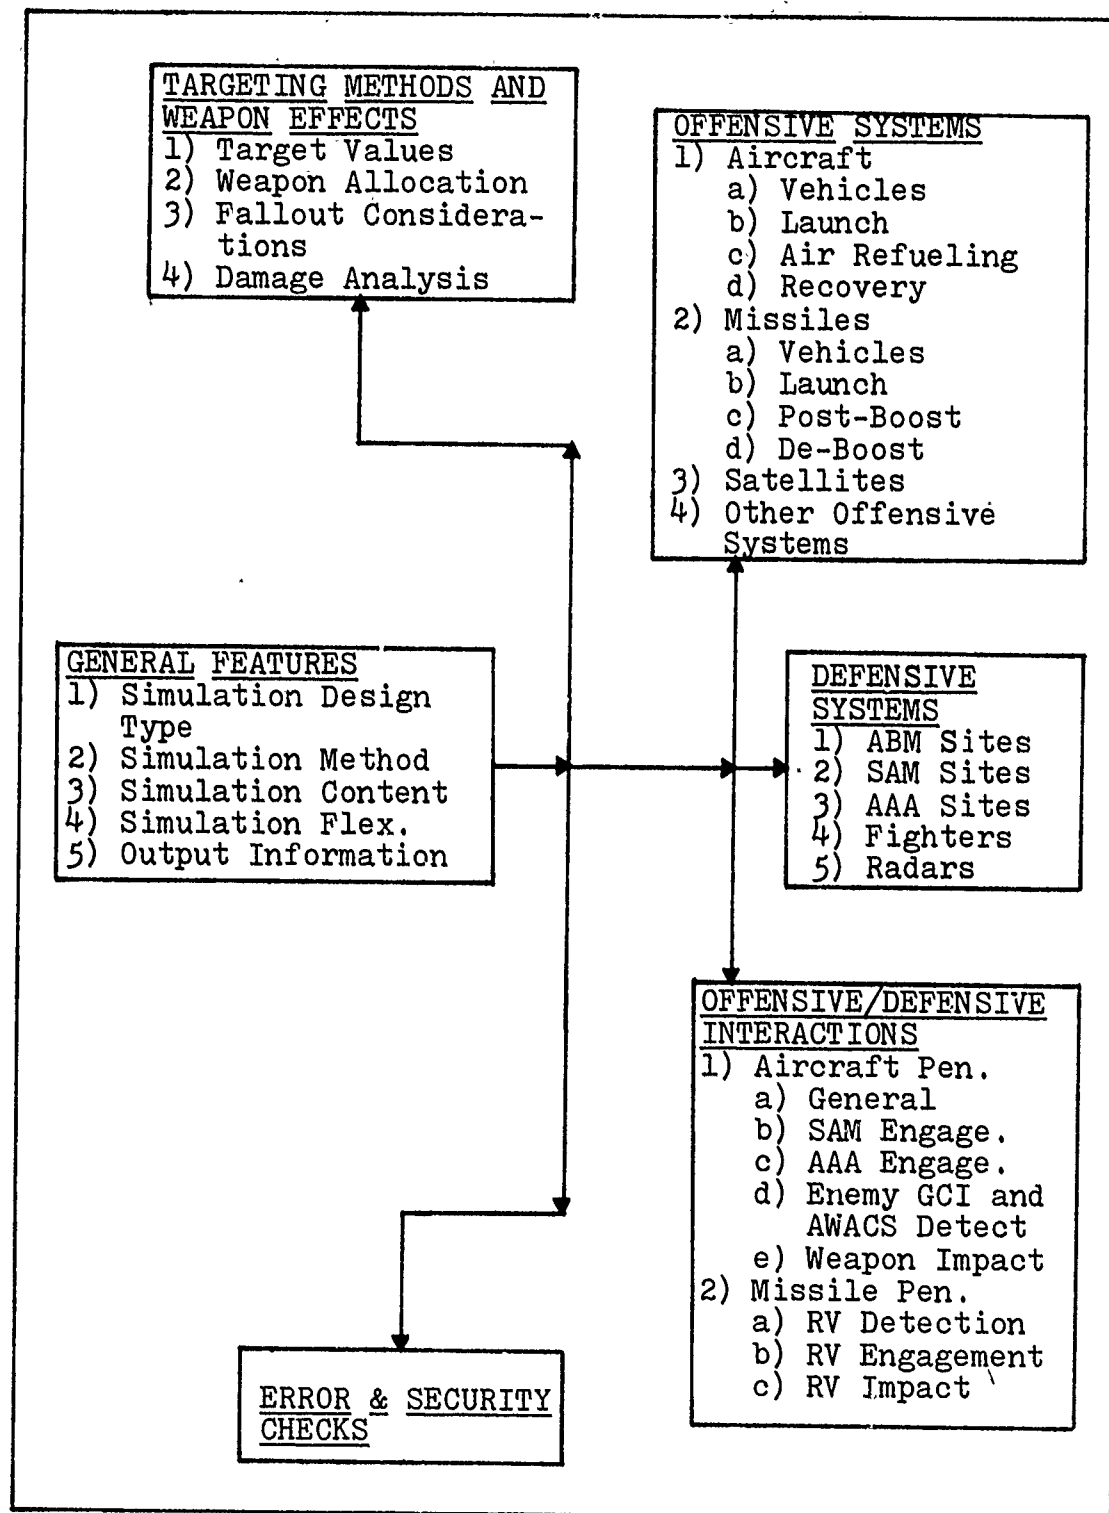 TARGETING METHODS AND
WEAPON EFFECTS
1) Target Values
2) Weapon Allocation
3) Fallout Considera-
tions
4) Damage Analysis
OFFENSIVE SYSTEMS
1) Aircraft
a) Vehicles
b) Launch
c) Air Refueling
d) Recovery
2) Missiles
a) Vehicles
b) Launch
c) Post-Boost
d) De-Boost
3) Satellites
4) Other Offensive
Systems
GENERAL FEATURES
1) Simulation Design
Type
2) Simulation Method
3) Simulation Content
4) Simulation Flex.
5) Output Information
DEFENSIVE
SYSTEMS
1) ABM Sites
2) SAM Sites
3) AAA Sites
4) Fighters
5) Radars
OFFENSIVE/DEFENSIVE
INTERACTIONS
1) Aircraft Pen.
a) General
b) SAM Engage.
c) AAA Engage.
d) Enemy GCI and
AWACS Detect
e) Weapon Impact
2) Missile Pen.
a) RV Detection
b) RV Engagement
c) RV Impact
ERROR & SECURITY
CHECKS